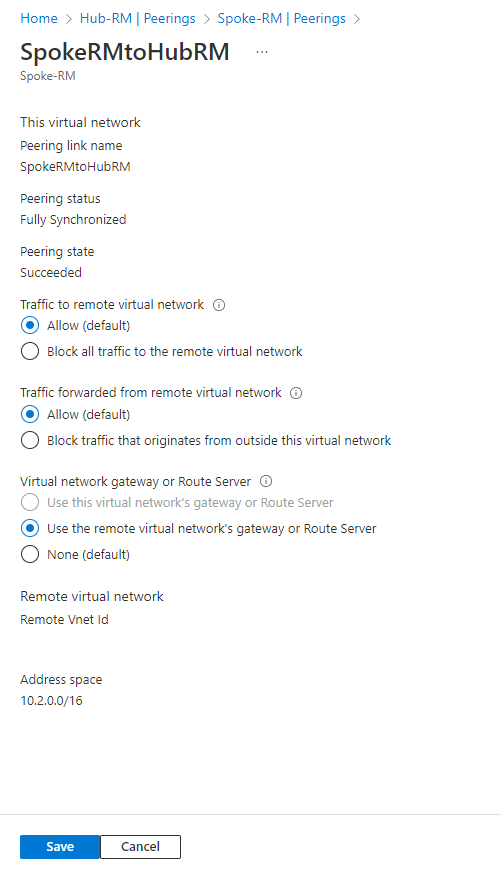 Home > Hub-RM | Peerings > Spoke-RM | Peerings >
SpokeRMtoHubRM ...
Spoke-RM
This virtual network
Peering link name
SpokeRMtoHubRM
Peering status
Fully Synchronized
Peering state
Succeeded
Traffic to remote virtual network
Allow (default)
Block all traffic to the remote virtual network
Traffic forwarded from remote virtual network
Allow (default)
Block traffic that originates from outside this virtual network
Virtual network gateway or Route Server
Use this virtual network's gateway or Route Server
Use the remote virtual network's gateway or Route Server
None (default)
Remote virtual network
Remote Vnet Id
Address space
10.2.0.0/16
Save Cancel